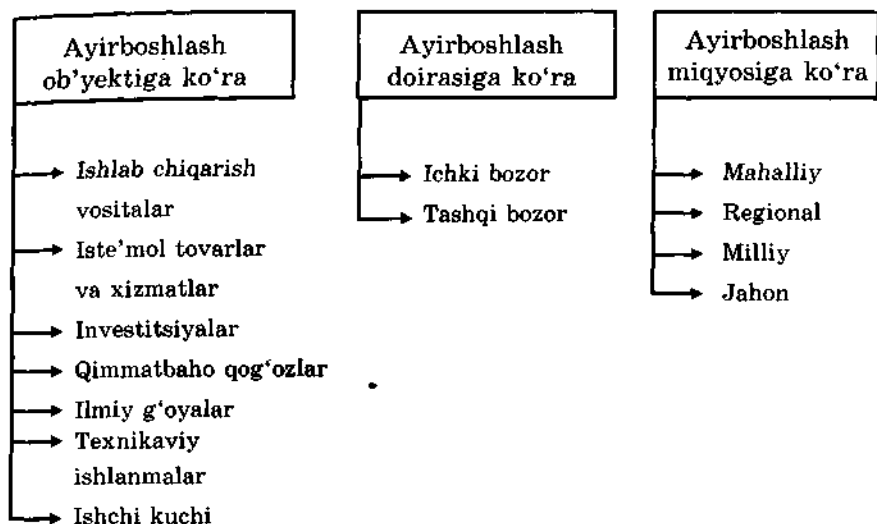 Ayirboshlash
ob'yektiga ko‘ra
Ishlab chiqarish
vositalar
Iste’mol tovarlar
va xizmatlar
Investitsiyalar
Qimmatbaho qog‘ozlar
Ilmiy g‘oyalar
Texnikaviy
ishlanmalar
Ishchi kuchi
Ayirboshlash
doirasiga ko‘ra
Ichki bozor
Tashqi bozor
Ayirboshlash
miqyosiga ko‘ra
Mahalliy
Regional
Milliy
Jahon